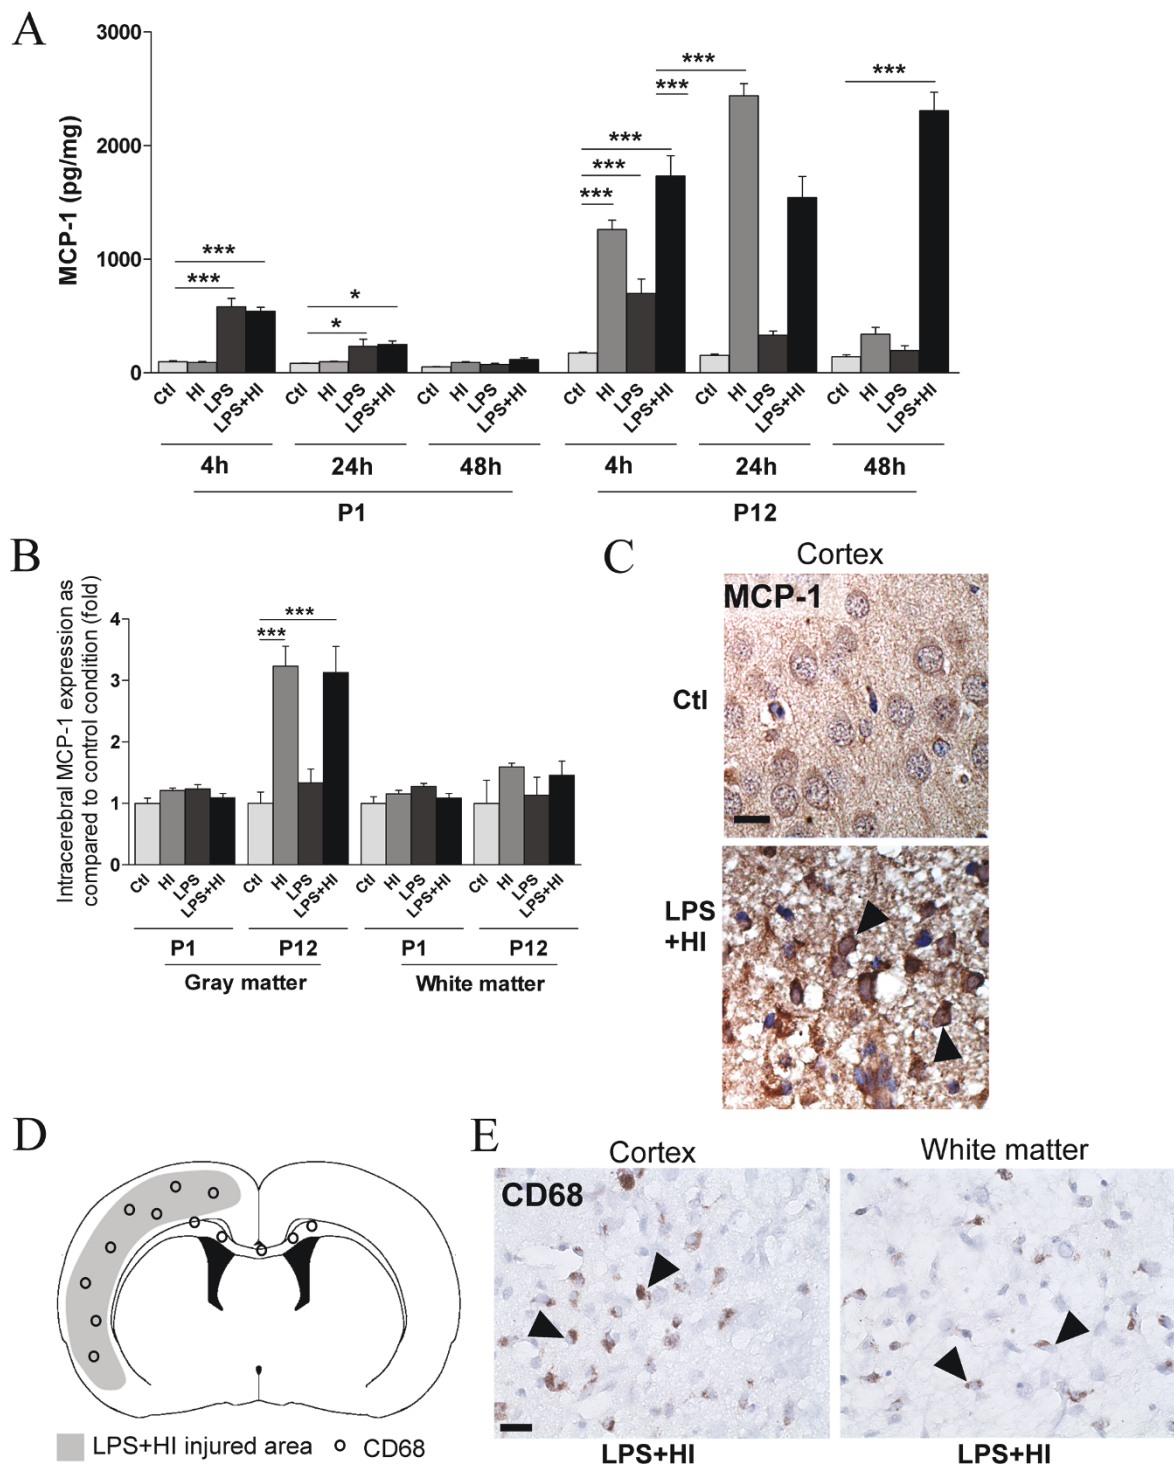 A
3000
2000
1000
0
MCP-1 (pg/mg)
*** *** * * *** *** *** *** *** ***
Ctl HI LPS LPS+HI Ctl HI LPS LPS+HI Ctl HI LPS LPS+HI Ctl HI LPS LPS+HI Ctl HI LPS LPS+HI Ctl HI LPS LPS+HI
4h 24h 48h 4h 24h 48h
P1 P12
B
Intracerebral MCP-1 expression as
compared to control condition (fold)
4
3
2
1
0
*** ***
Ctl HI LPS LPS+HI Ctl HI LPS LPS+HI Ctl HI LPS LPS+HI Ctl HI LPS LPS+HI
P1 P12 P1 P12
Gray matter White matter
C
Cortex
MCP-1
Ctl
LPS
+HI
D
LPS+HI injured area CD68
E
Cortex White matter
CD68
LPS+HI LPS+HI